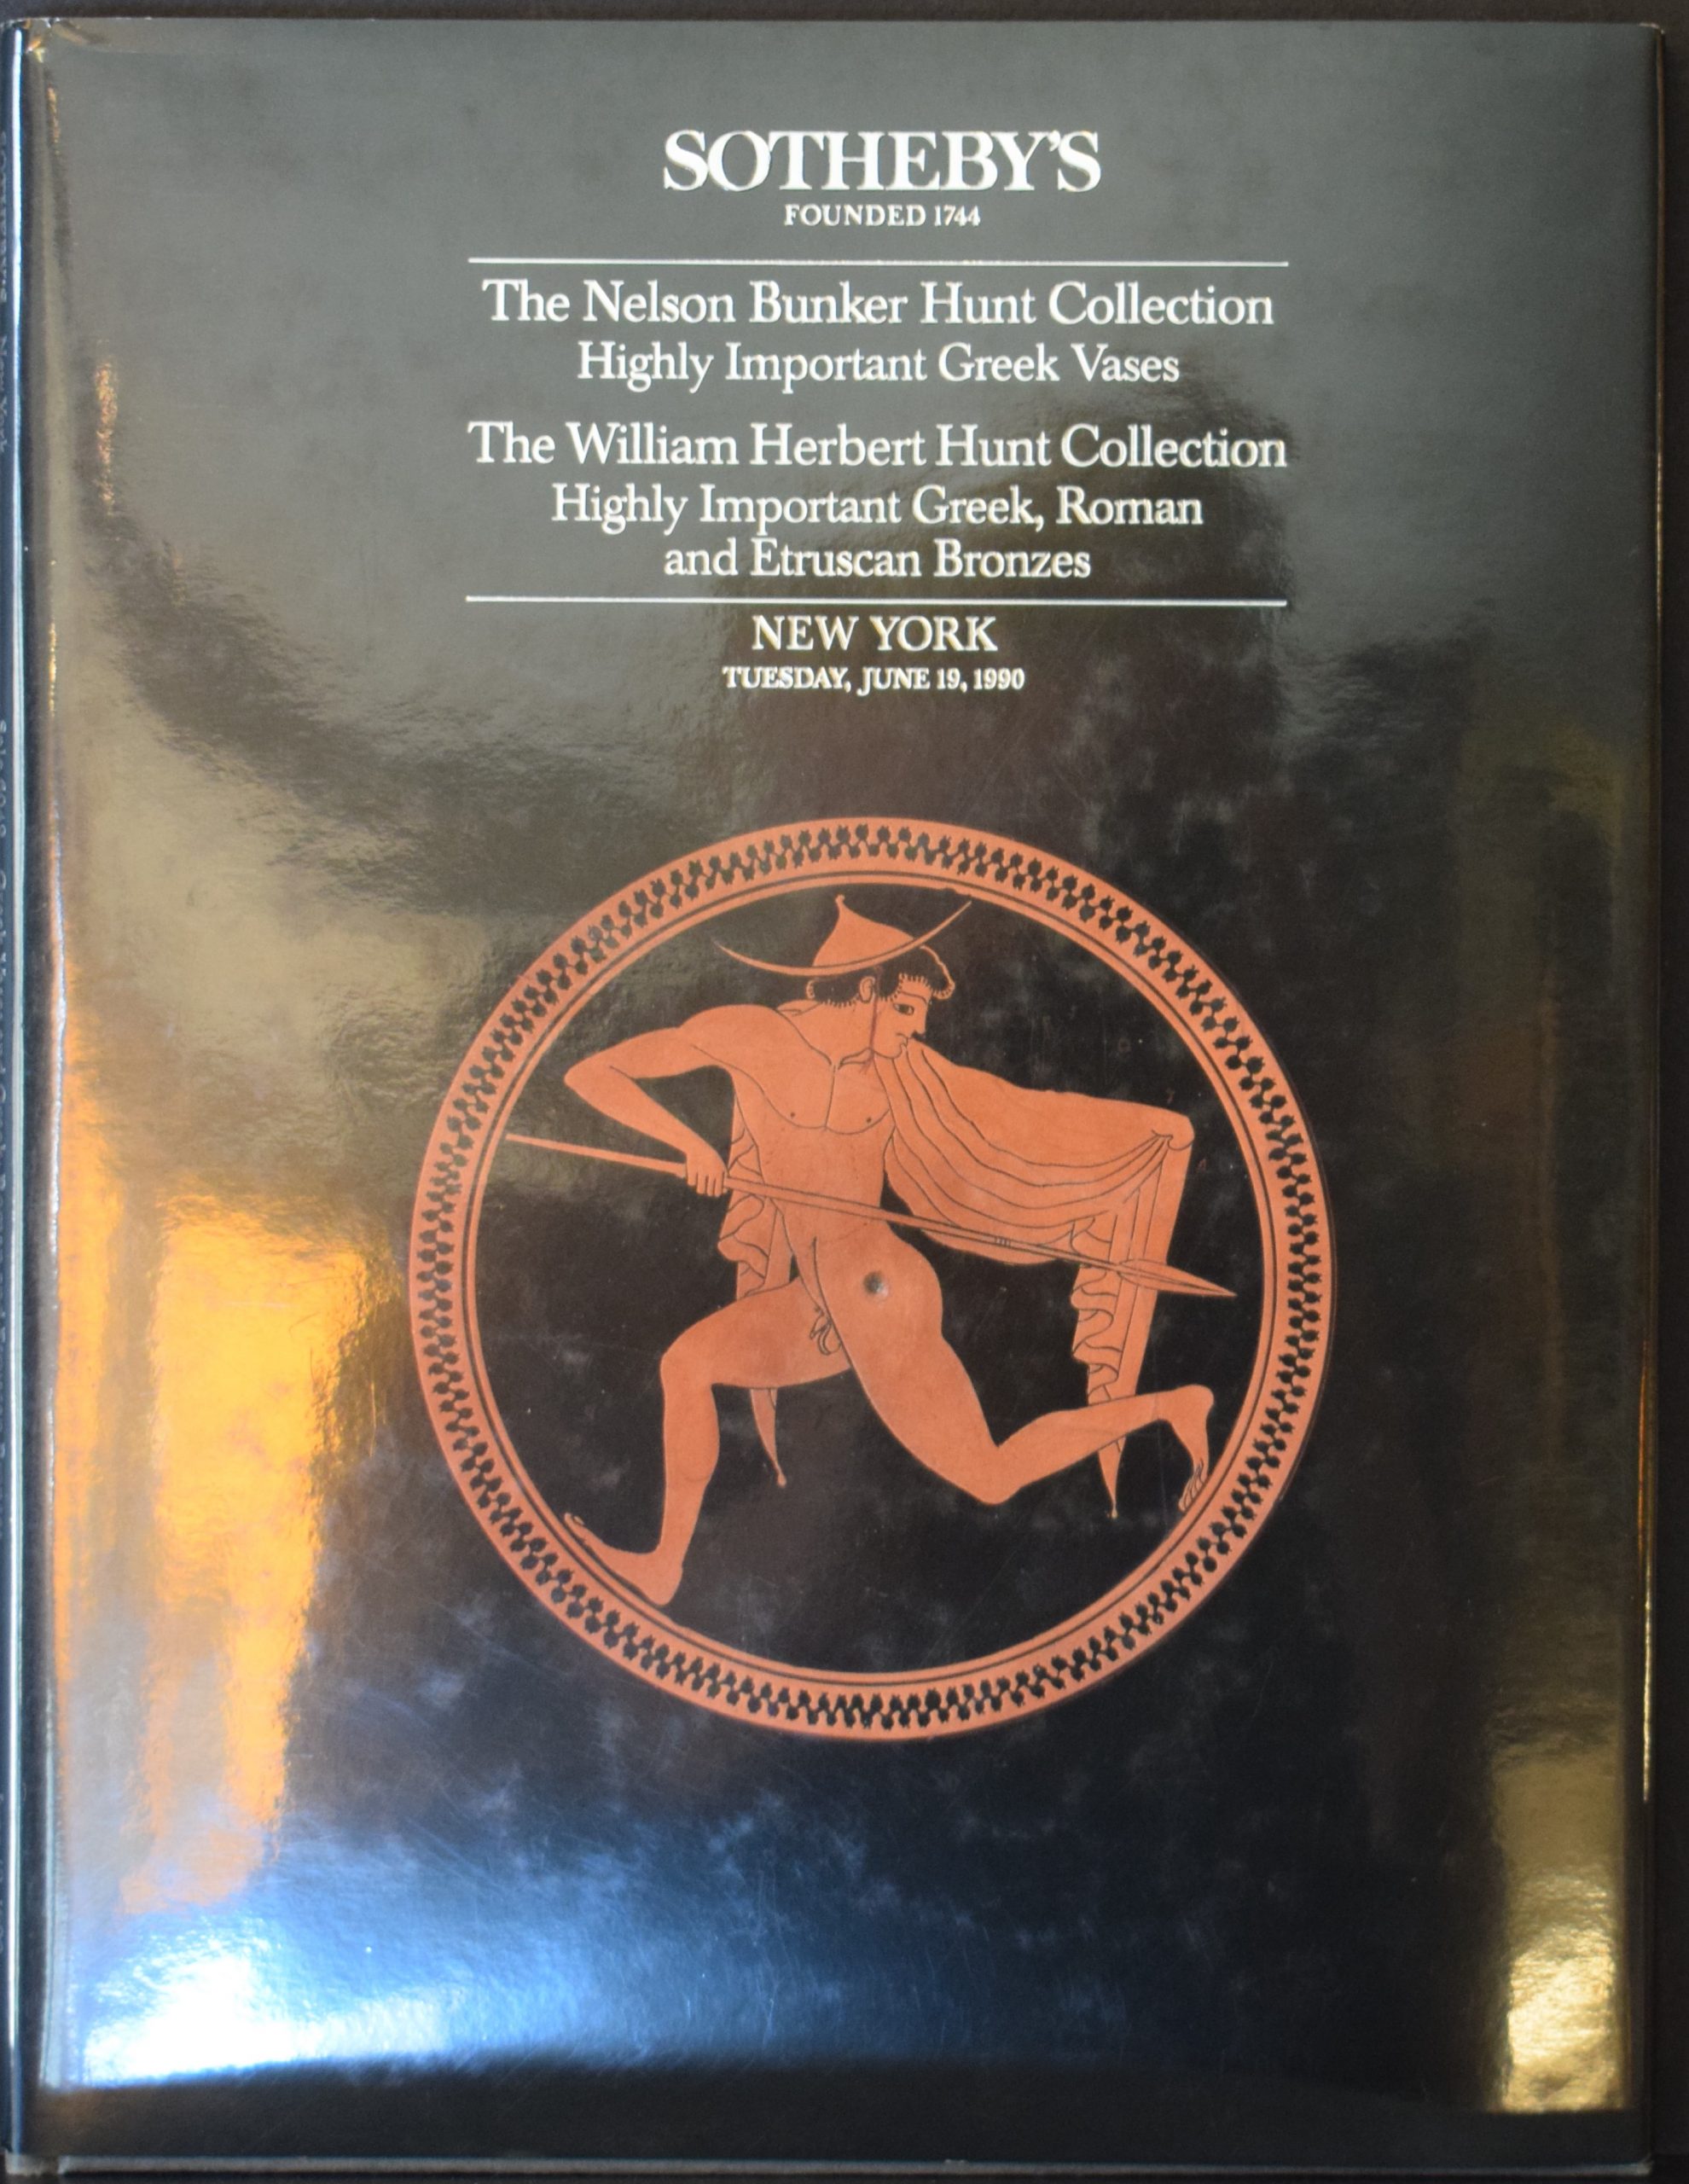 SOTHEBY'S
FOUNDED 1744
The Nelson Bunker Hunt Collection
Highly Important Greek Vases
The William Herbert Hunt Collection
Highly Important Greek, Roman
and Etruscan Bronzes
NEW YORK
TUESDAY, JUNE 19, 1990